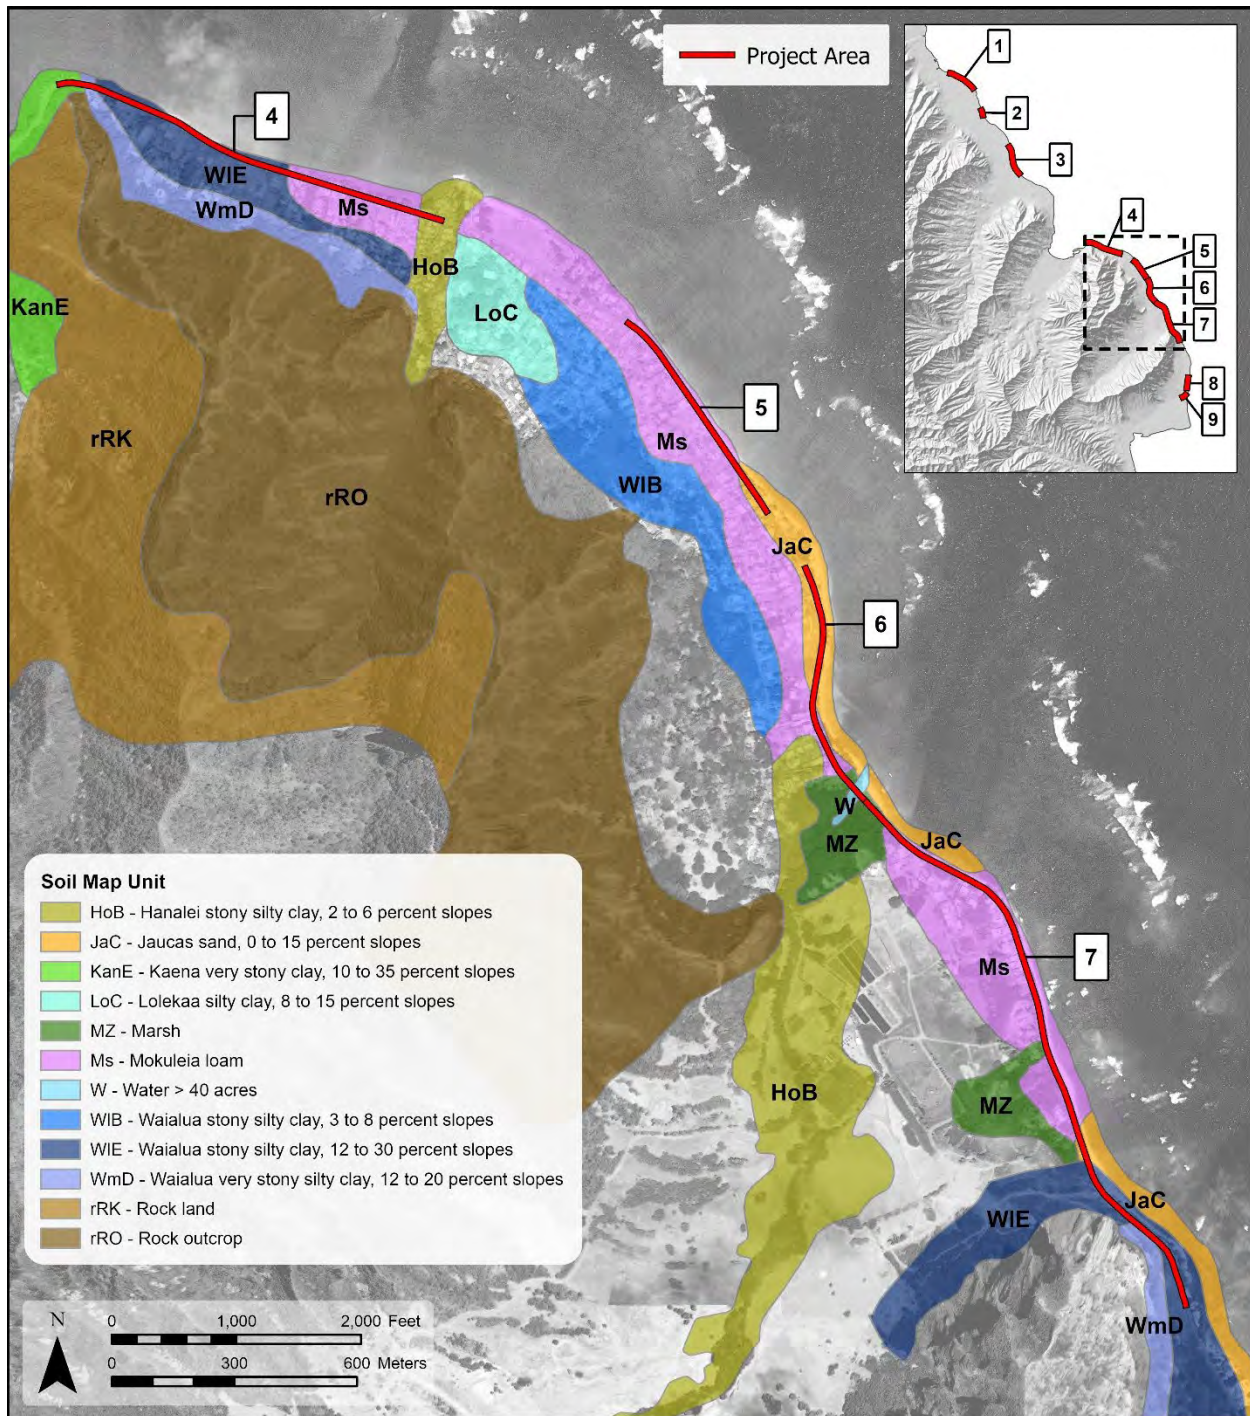 Project Area
1
2
3
4
5
6
7
8
9
4
WIE
WmD
Ms
HoB
LoC
KanE
rRK
rRO
5
Ms
WIB
JaC
6
W
MZ
JaC
7
Ms
HoB
MZ
JaC
WIE
WmD
Soil Map Unit
HoB - Hanalei stony silty clay, 2 to 6 percent slopes
JaC - Jaucas sand, 0 to 15 percent slopes
KanE - Kaena very stony clay, 10 to 35 percent slopes
LoC - Lolekaa silty clay, 8 to 15 percent slopes
MZ - Marsh
Ms - Mokuleia loam
W - Water > 40 acres
WIB - Waialua stony silty clay, 3 to 8 percent slopes
WIE - Waialua stony silty clay, 12 to 30 percent slopes
WmD - Waialua very stony silty clay, 12 to 20 percent slopes
rRK - Rock land
rRO - Rock outcrop
N
0 1,000 2,000 Feet
0 300 600 Meters